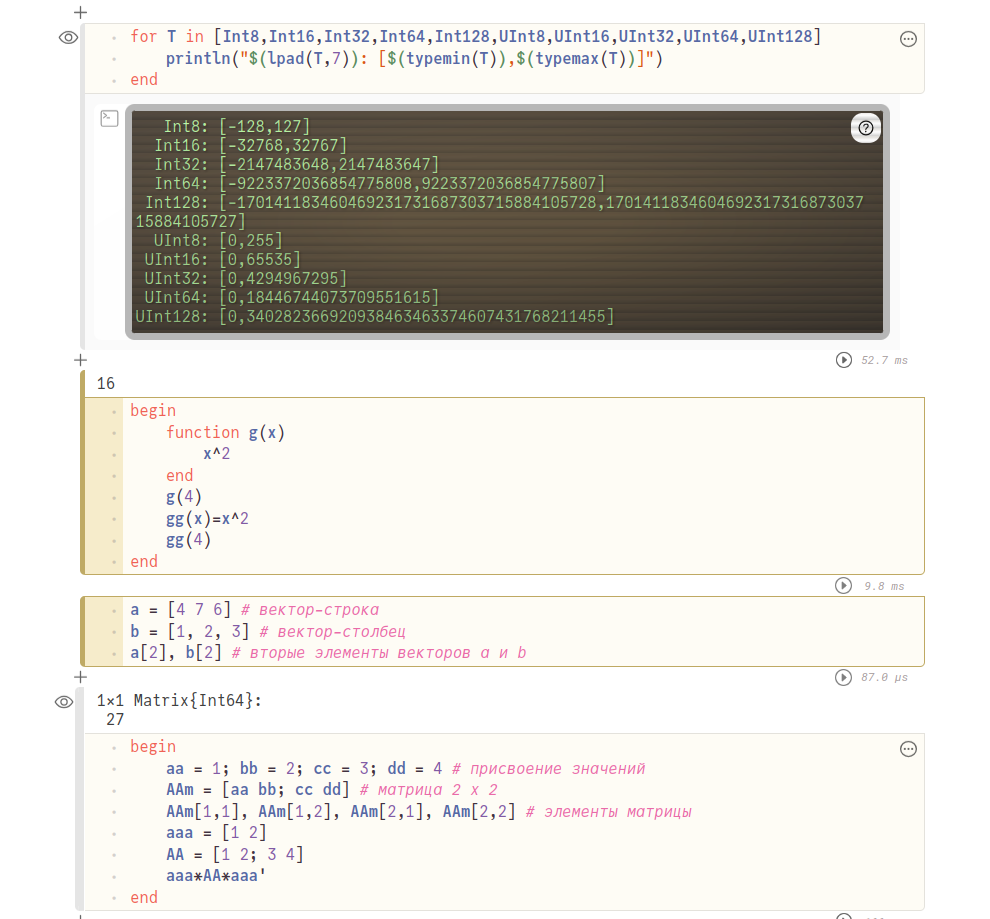 for T in [Int8,Int16,Int32,Int64,Int128,UInt8,UInt16,UInt32,UInt64,UInt128]
println("$(lpad(T,7)): [$(typemin(T)),$(typemax(T))]")
end
Int8: [-128,127]
Int16: [-32768,32767]
Int32: [-2147483648,2147483647]
Int64: [-9223372036854775808,9223372036854775807]
Int128: [-170141183460469231731687303715884105728,1701411834604692317316873037
15884105727]
UInt8: [0,255]
UInt16: [0,65535]
UInt32: [0,4294967295]
UInt64: [0,18446744073709551615]
UInt128: [0,340282366920938463463374607431768211455]
52.7 ms
16
begin
function g(x)
x^2
end
g(4)
gg(x)=x^2
gg(4)
end
9.8 ms
a = [4 7 6] # вектор-строка
b = [1, 2, 3] # вектор-столбец
a[2], b[2] # вторые элементы векторов a и b
87.0 μs
1×1 Matrix{Int64}:
27
begin
aa = 1; bb = 2; cc = 3; dd = 4 # присвоение значений
AAm = [aa bb; cc dd] # матрица 2 x 2
AAm[1,1], AAm[1,2], AAm[2,1], AAm[2,2] # элементы матрицы
aaa = [1 2]
AA = [1 2; 3 4]
aaa*AA*aaa'
end